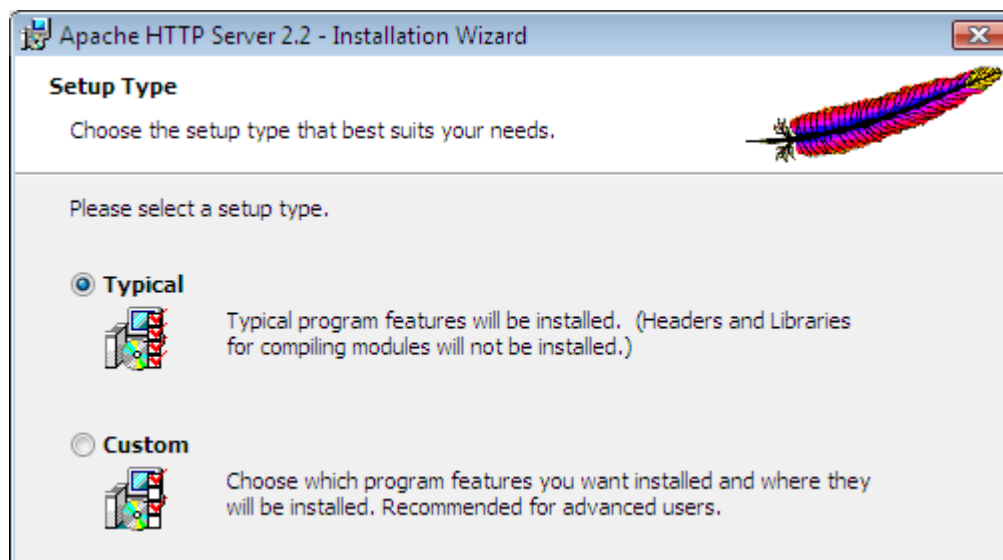 Apache HTTP Server 2.2 - Installation Wizard
Setup Type
Choose the setup type that best suits your needs.
Please select a setup type.
Typical
Typical program features will be installed.  (Headers and Libraries
for compiling modules will not be installed.)
Custom
Choose which program features you want installed and where they
will be installed. Recommended for advanced users.